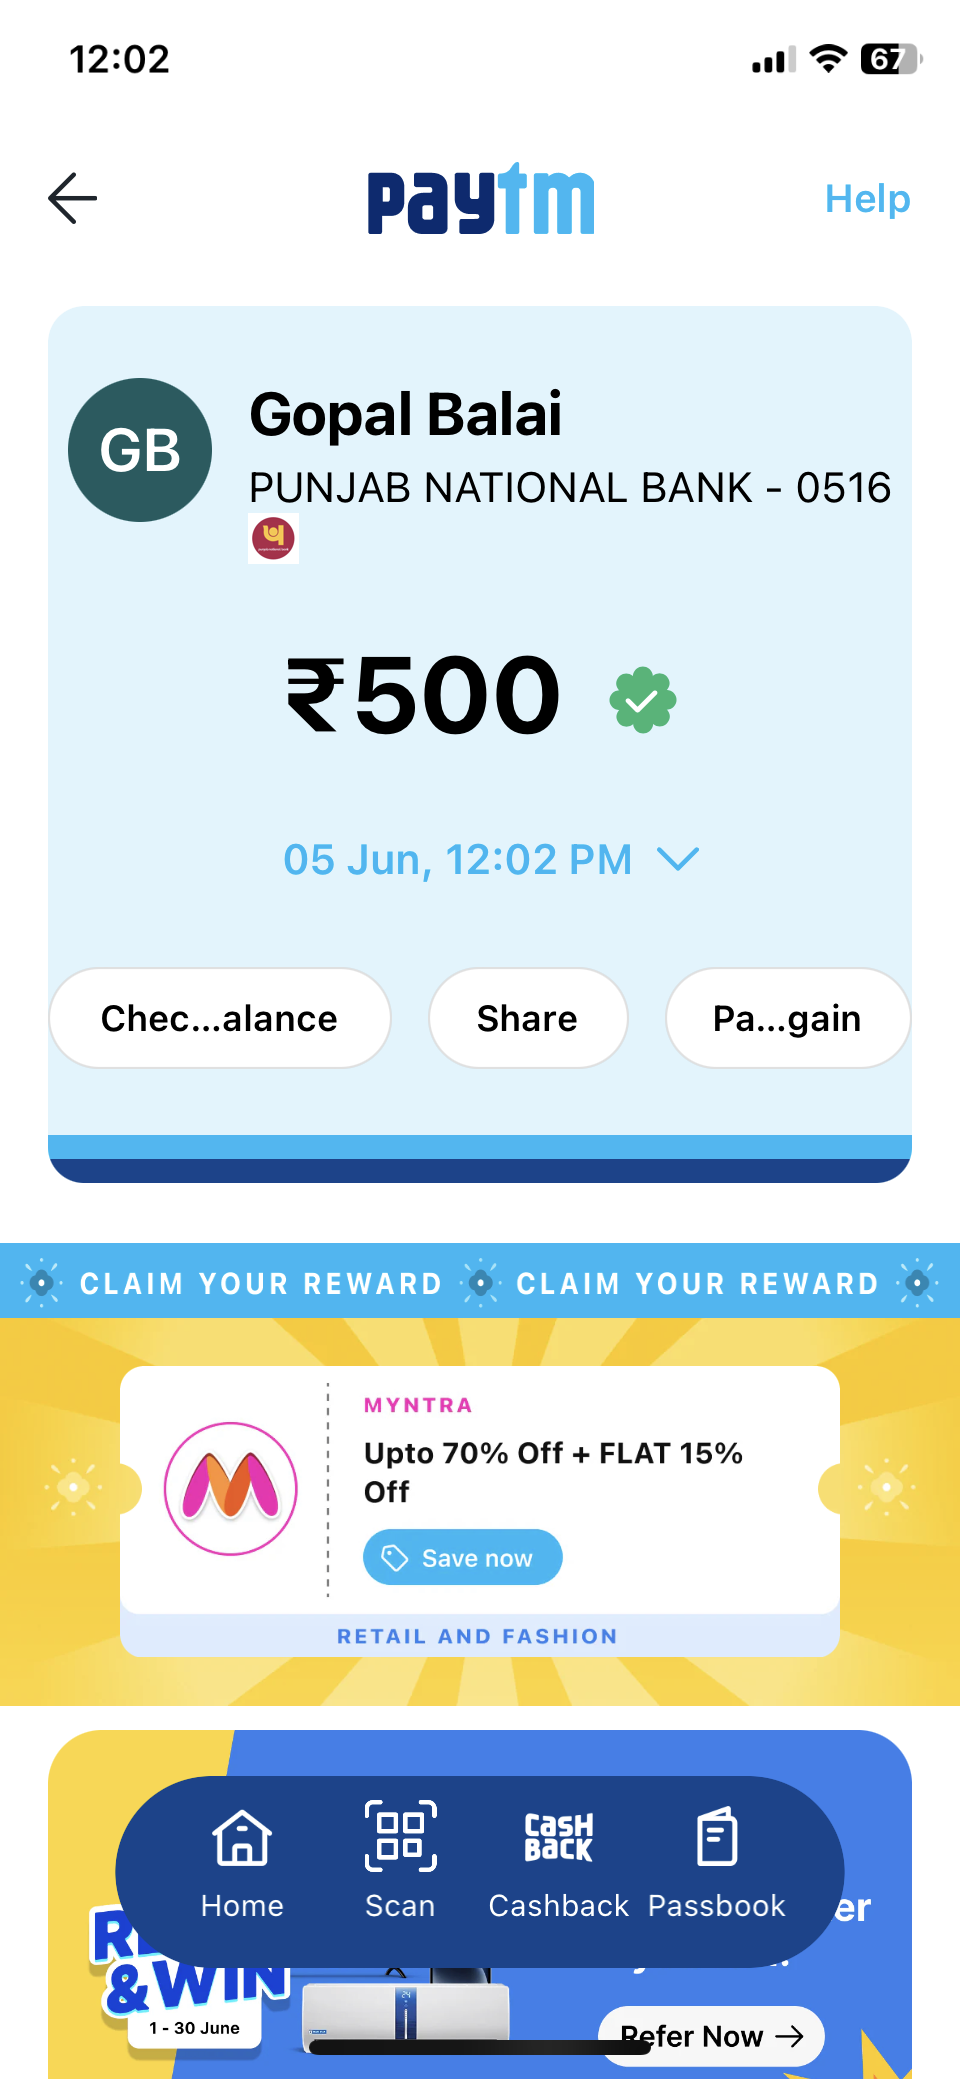 12:02
67
paytm
Help
GB
Gopal Balai
PUNJAB NATIONAL BANK - 0516
₹500
05 Jun, 12:02 PM
Chec...alance
Share
Pa...gain
CLAIM YOUR REWARD
CLAIM YOUR REWARD
MYNTRA
Upto 70% Off + FLAT 15%
Off
Save now
RETAIL AND FASHION
CASH
BACK
Home
Scan
Cashback
Passbook
er
&WIN
24
1 - 30 June
Refer Now